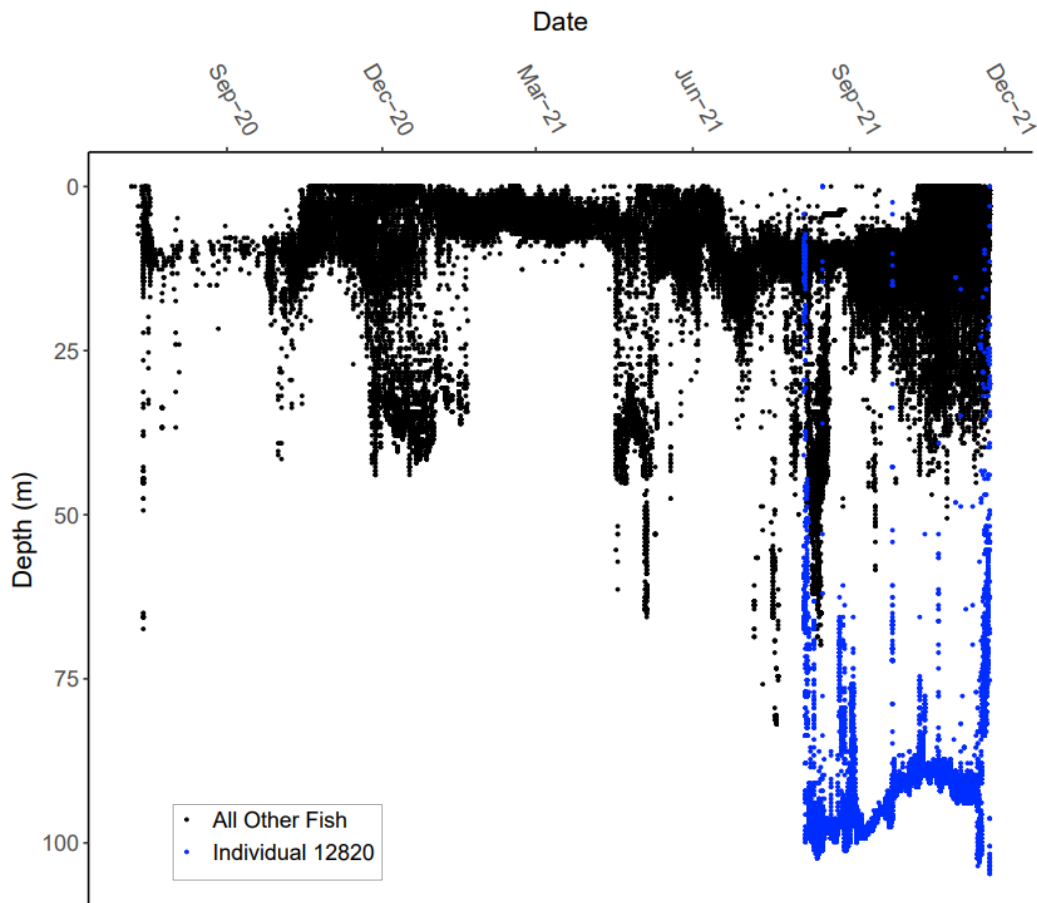 Date
Sep−20
Dec−20
Mar−21
Jun−21
Sep−21
Dec−21
0
25
50
75
100
Depth (m)
All Other Fish
Individual 12820